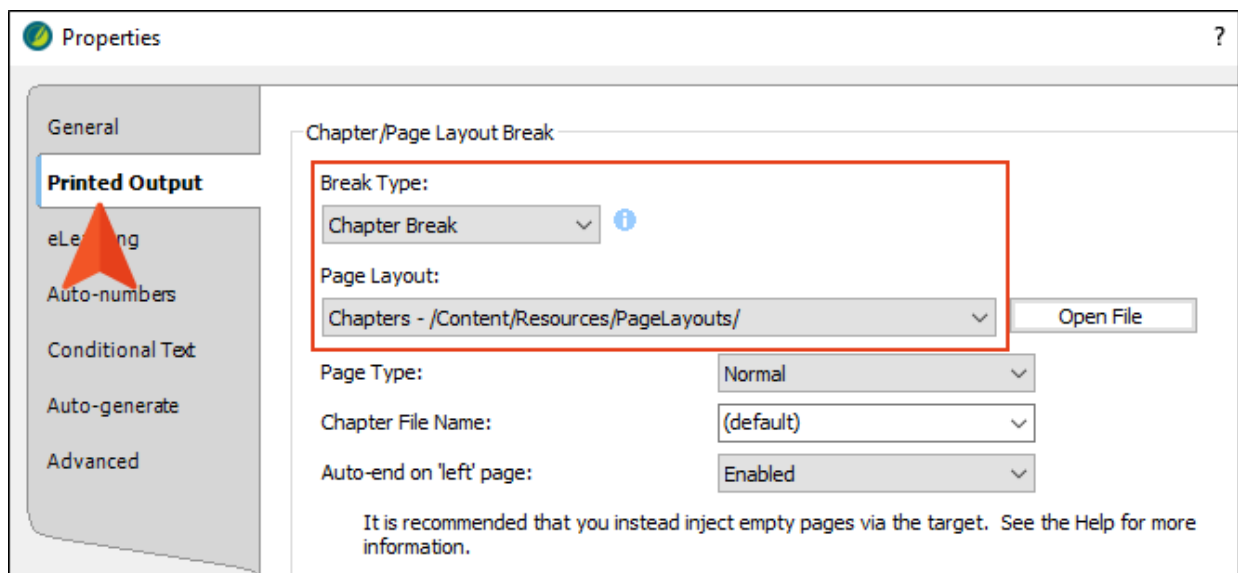 Properties
?
General
Printed Output
Auto-numbers
Conditional Text
Auto-generate
Advanced
Chapter/Page Layout Break
Break Type:
Chapter Break
i
Page Layout:
Chapters - /Content/Resources/PageLayouts/
Open File
Page Type:
Normal
Chapter File Name:
(default)
Auto-end on 'left' page:
Enabled
It is recommended that you instead inject empty pages via the target. See the Help for more
information.